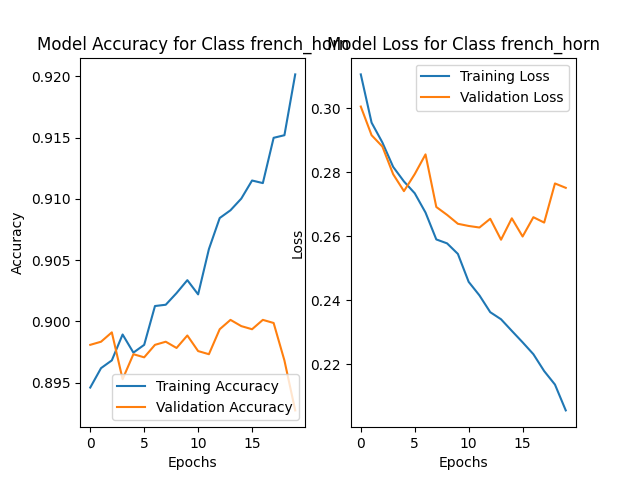 Model Accuracy for Class french_horn
Accuracy
0.920
0.915
0.910
0.905
0.900
0.895
Training Accuracy
Validation Accuracy
0
5
10
15
Epochs
Model Loss for Class french_horn
Loss
0.30
0.28
0.26
0.24
0.22
Training Loss
Validation Loss
0
5
10
15
Epochs